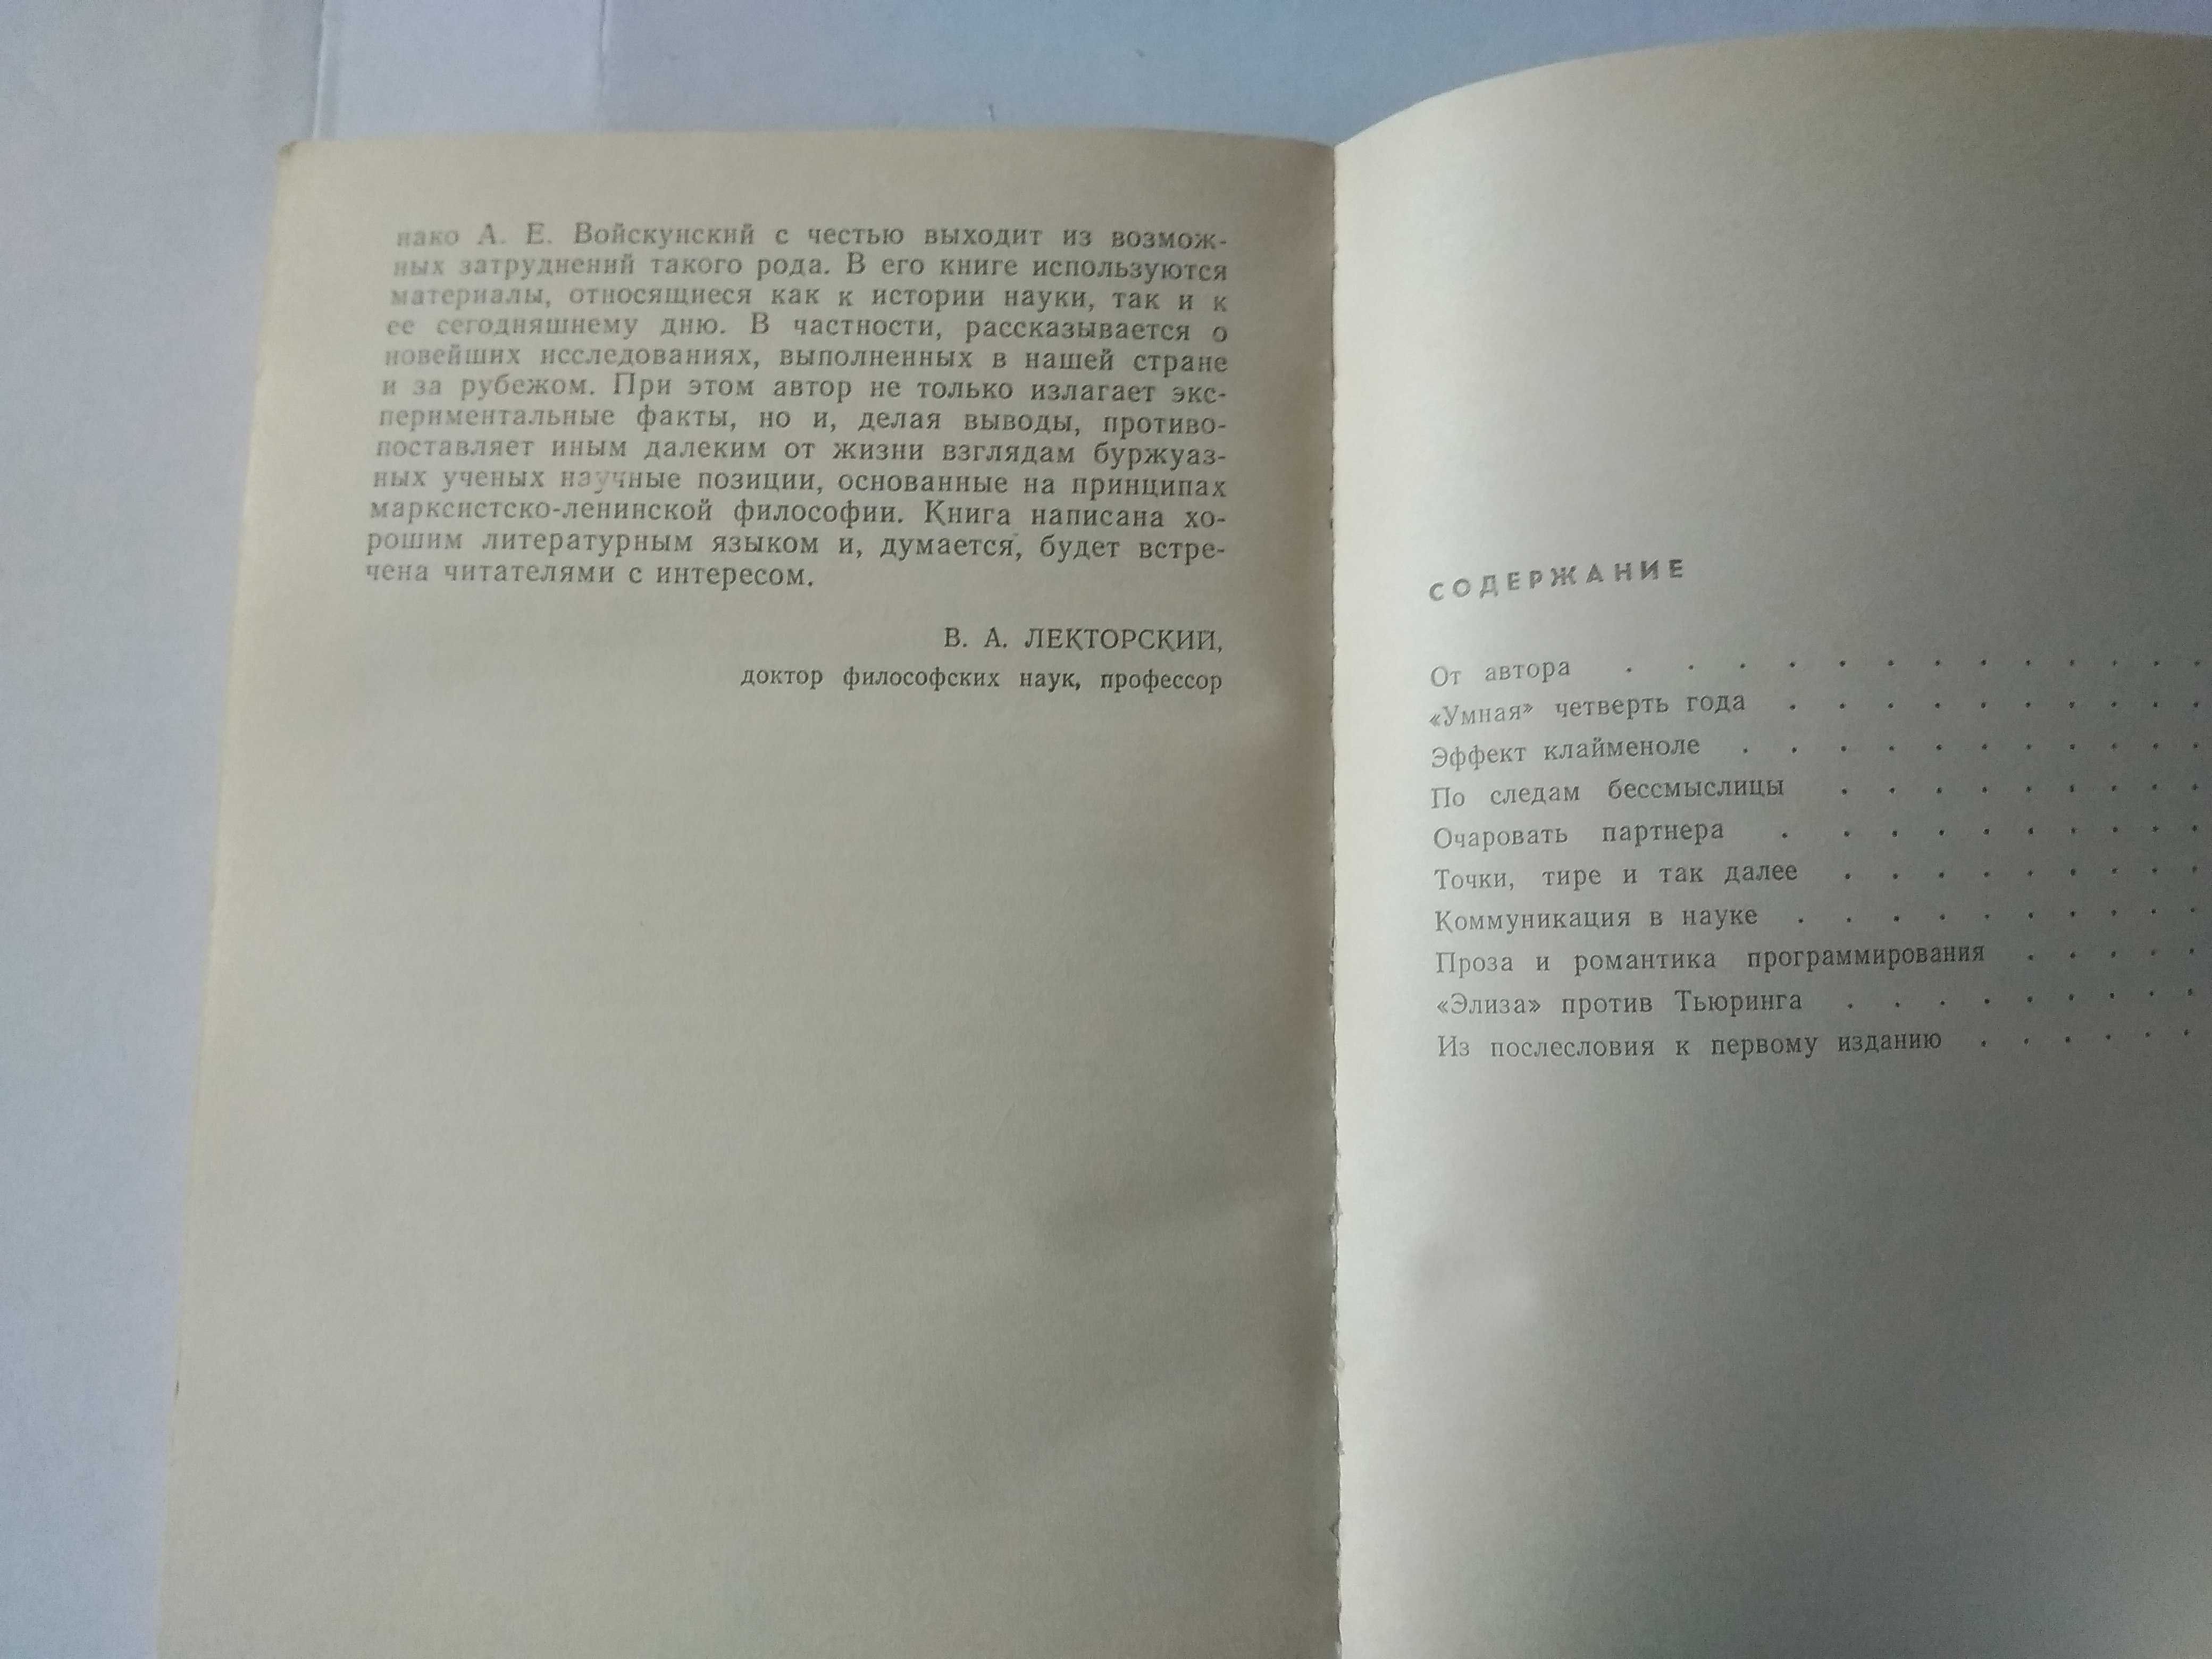 нако А. Е. Войскунский с честью выходит из возмож-
ных затруднений такого рода. В его книге используются
материалы, относящиеся как к истории науки, так и к
ее сегодняшнему дню. В частности, рассказывается о
новейших исследованиях, выполненных в нашей стране
и за рубежом. При этом автор не только излагает экс-
периментальные факты, но и, делая выводы, противо-
поставляет иным далеким от жизни взглядам буржуаз-
ных ученых научные позиции, основанные на принципах
марксистско-ленинской философии. Книга написана хо-
рошим литературным языком и, думается, будет встре-
чена читателями с интересом.
В. А. ЛЕКТОРСКИЙ,
доктор философских наук, профессор
СОДЕРЖАНИЕ
От автора . . . . . . . . . . . . .
«Умная» четверть года . . . . . . . . .
Эффект клайменоле . . . . . . . . . .
По следам бессмыслицы . . . . . . . .
Очаровать партнера . . . . . . . . . .
Точки, тире и так далее . . . . . . . .
Коммуникация в науке . . . . . . . . .
Проза и романтика программирования . . . . .
«Элиза» против Тьюринга . . . . . . . .
Из послесловия к первому изданию . . . . . .